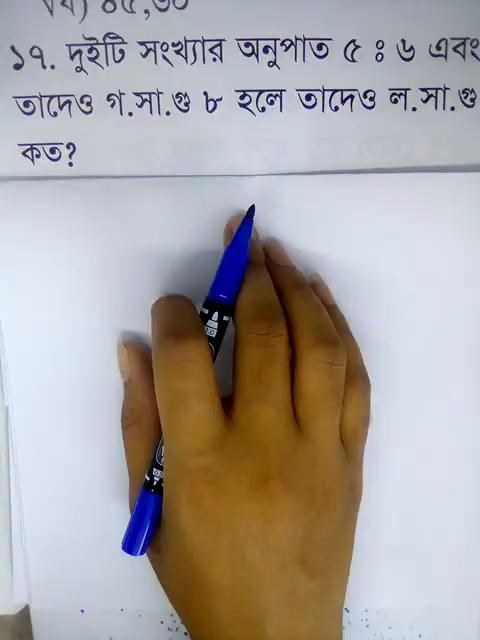 ১৭. দুইটি সংখ্যার অনুপাত ৫ : ৬ এবং
তাদেও গ.সা.গু ৮ হলে তাদেও ল.সা.গু
কত?